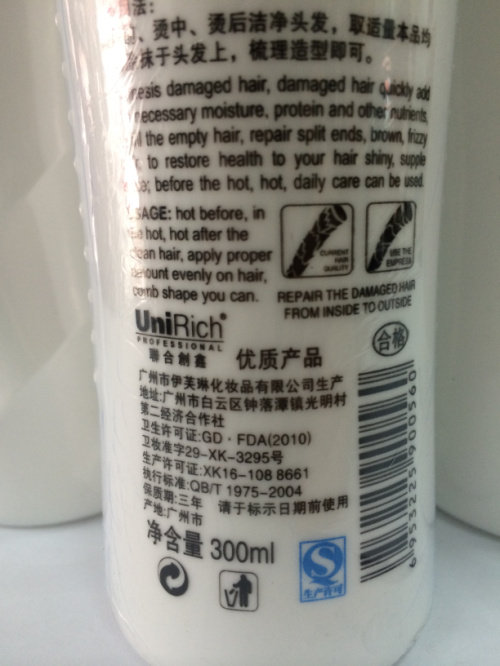 法:
、烫中、烫后洁净头发，取适量本品均
涂抹于头发上，梳理造型即可。
nesis damaged hair, damaged hair quickly add
necessary moisture, protein and other nutrients,
the empty hair, repair split ends, brown, frizzy
to restore health to your hair shiny, supple
before the hot, hot, daily care can be used.
USAGE: hot before, in
the hot, hot after the
clean hair, apply proper
amount evenly on hair,
comb shape you can.
CURRENT
HAIR
QUALITY
USE THE
EMPRESS
REPAIR THE DAMAGED HAIR
FROM INSIDE TO OUTSIDE
UniRich®
PROFESSIONAL
聯合創鑫
优质产品
合格
广州市伊芙琳化妆品有限公司生产
地址:广州市白云区钟落潭镇光明村
第二经济合作社
卫生许可证:GD·FDA(2010)
卫妆准字29-XK-3295号
生产许可证:XK16-108 8661
执行标准:QB/T 1975-2004
保质期:三年 请于标示日期前使用
产地:广州市
净含量 300ml
生产许可
6953225900560